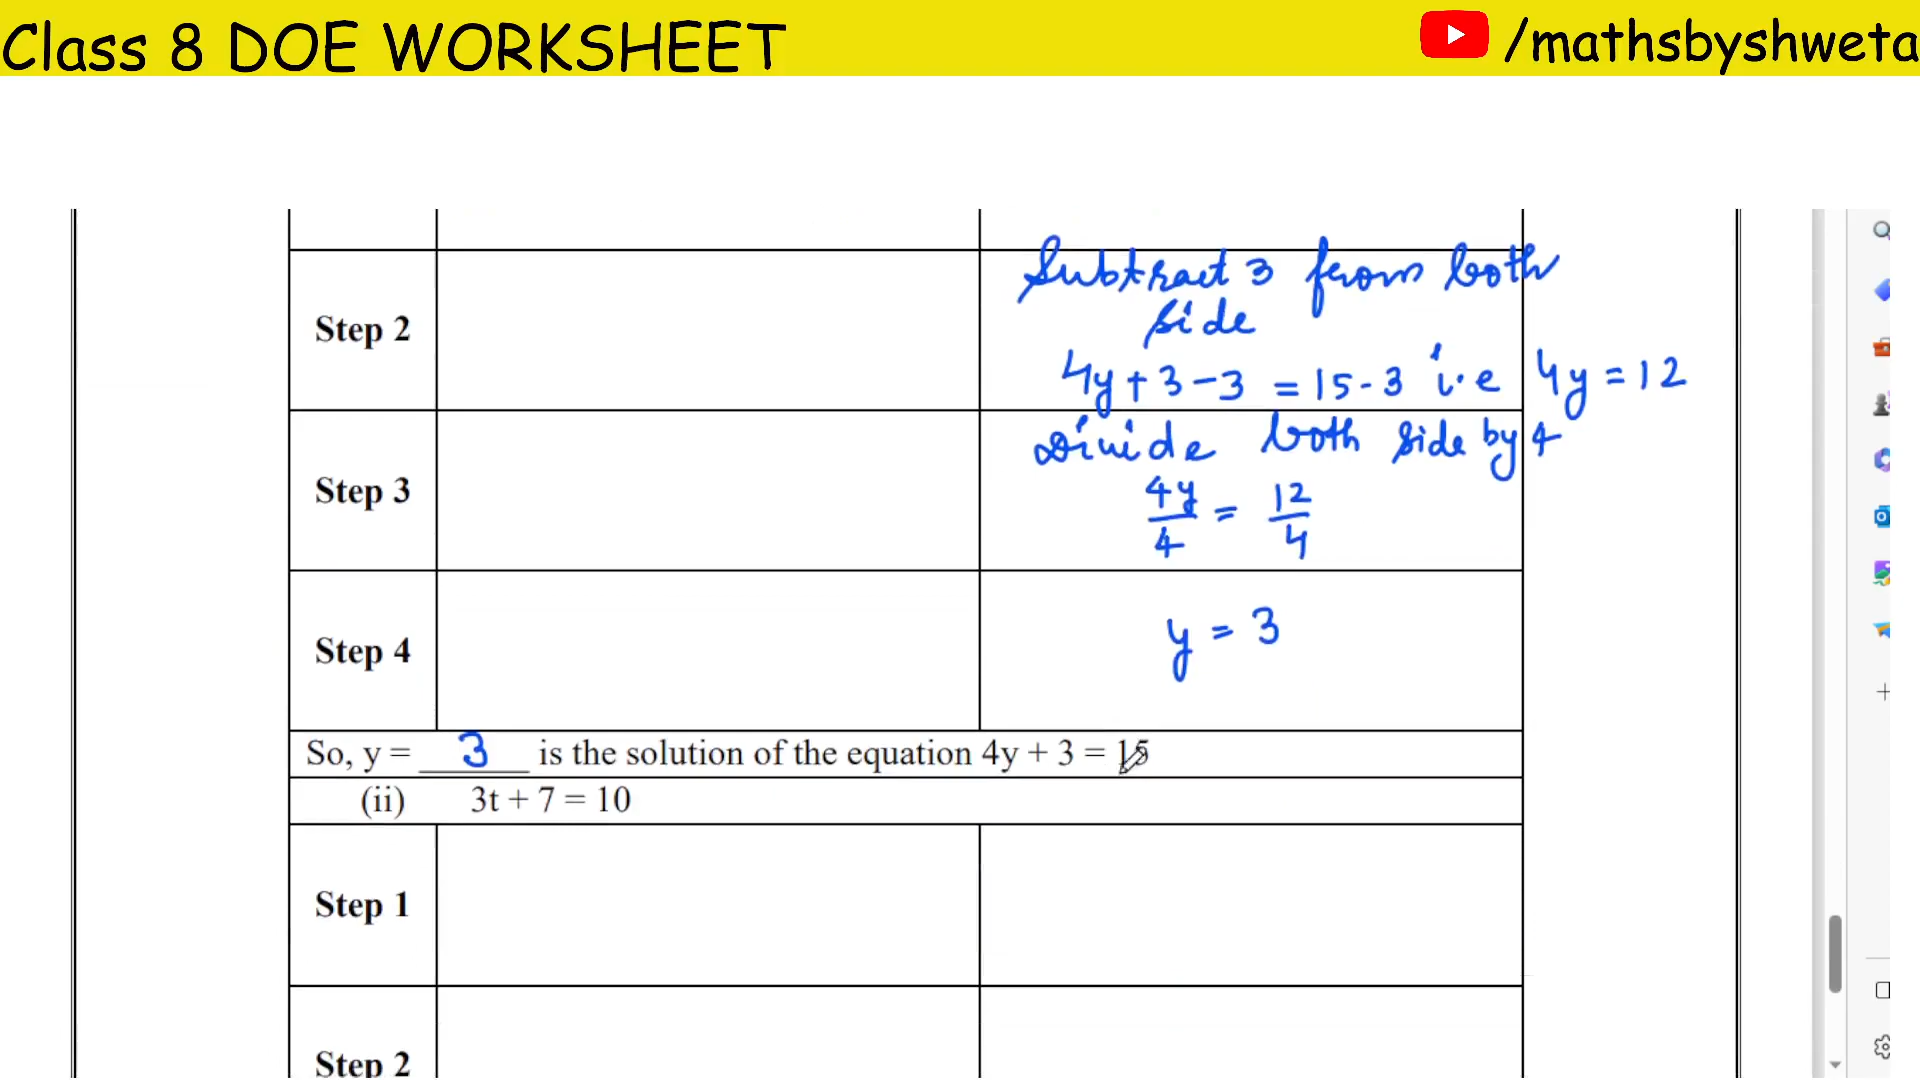 Class 8 DOE WORKSHEET
/mathsbyshweta
Step 2
Subtract 3 from both
side
4y + 3 - 3 = 15 - 3 i.e 4y = 12
Step 3
Divide both side by 4
4y/4 = 12/4
Step 4
y = 3
So, y = 3 is the solution of the equation 4y + 3 = 15
(ii) 3t + 7 = 10
Step 1
Step 2